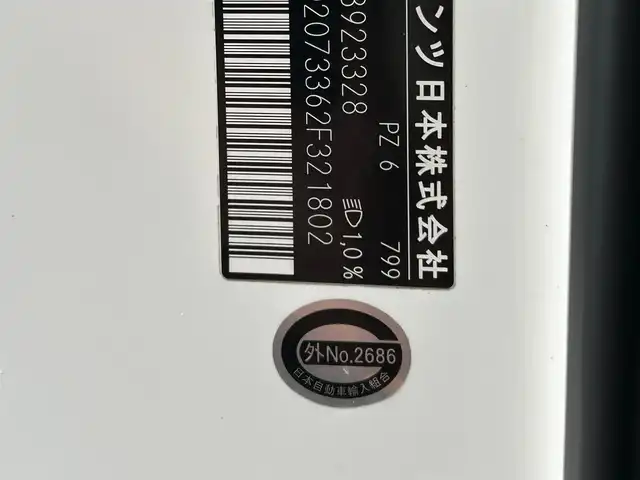 ンツ日本株式会社
PZ 6 799
1,0%
3923328
2073362F321802
外No.2686
日本自動車輸入組合